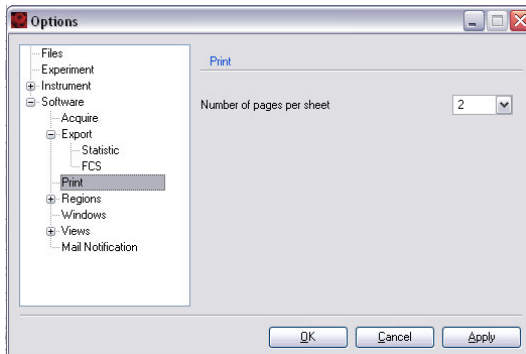 Options
Files
Experiment
Instrument
Software
Acquire
Export
Statistic
FCS
Print
Regions
Windows
Views
Mail Notification
Print
Number of pages per sheet 2
OK Cancel Apply